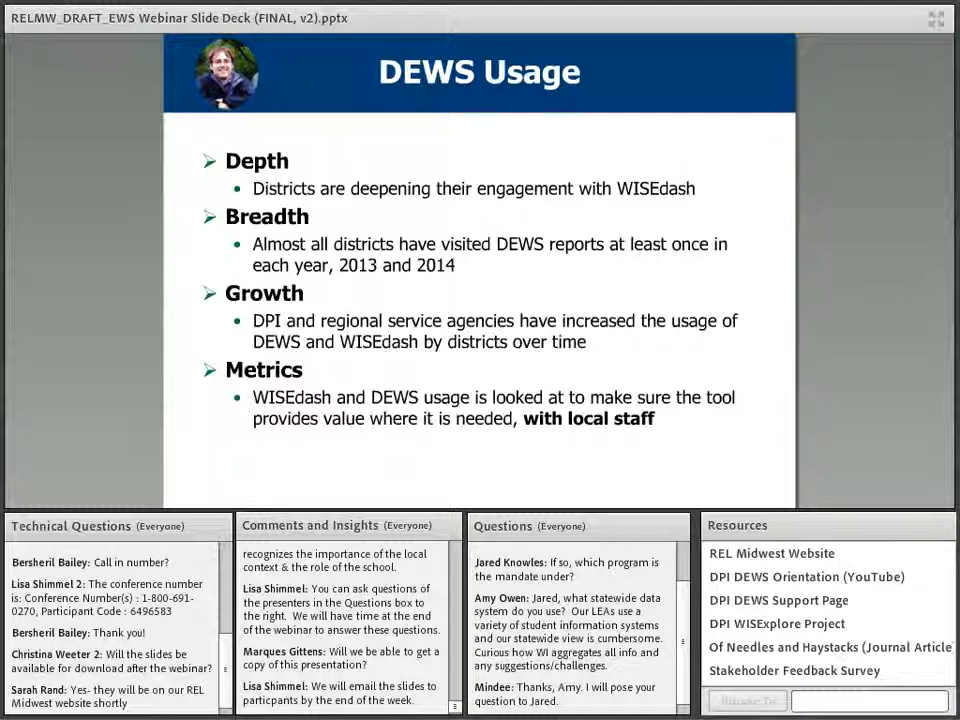 RELMW_DRAFT_EWS Webinar Slide Deck (FINAL, v2).pptx
DEWS Usage
Depth
• Districts are deepening their engagement with WISEdash
Breadth
• Almost all districts have visited DEWS reports at least once in
each year, 2013 and 2014
Growth
• DPI and regional service agencies have increased the usage of
DEWS and WISEdash by districts over time
Metrics
• WISEdash and DEWS usage is looked at to make sure the tool
provides value where it is needed, with local staff
Technical Questions (Everyone)
Bersheril Bailey: Call in number?
Lisa Shimmel 2: The conference number
is: Conference Number(s) : 1-800-691-
0270, Participant Code : 6496583
Bersheril Bailey: Thank you!
Christina Weeter 2: Will the slides be
available for download after the webinar?
Sarah Rand: Yes- they will be on our REL
Midwest website shortly
Comments and Insights (Everyone)
recognizes the importance of the local
context & the role of the school.
Lisa Shimmel: You can ask questions of
the presenters in the Questions box to
the right. We will have time at the end
of the webinar to answer these questions.
Marques Gittens: Will we be able to get a
copy of this presentation?
Lisa Shimmel: We will email the slides to
particpants by the end of the week.
Questions (Everyone)
Jared Knowles: If so, which program is
the mandate under?
Amy Owen: Jared, what statewide data
system do you use? Our LEAs use a
variety of student information systems
and our statewide view is cumbersome.
Curious how WI aggregates all info and
any suggestions/challenges.
Mindee: Thanks, Amy. I will pose your
question to Jared.
Resources
REL Midwest Website
DPI DEWS Orientation (YouTube)
DPI DEWS Support Page
DPI WISExplore Project
Of Needles and Haystacks (Journal Article
Stakeholder Feedback Survey